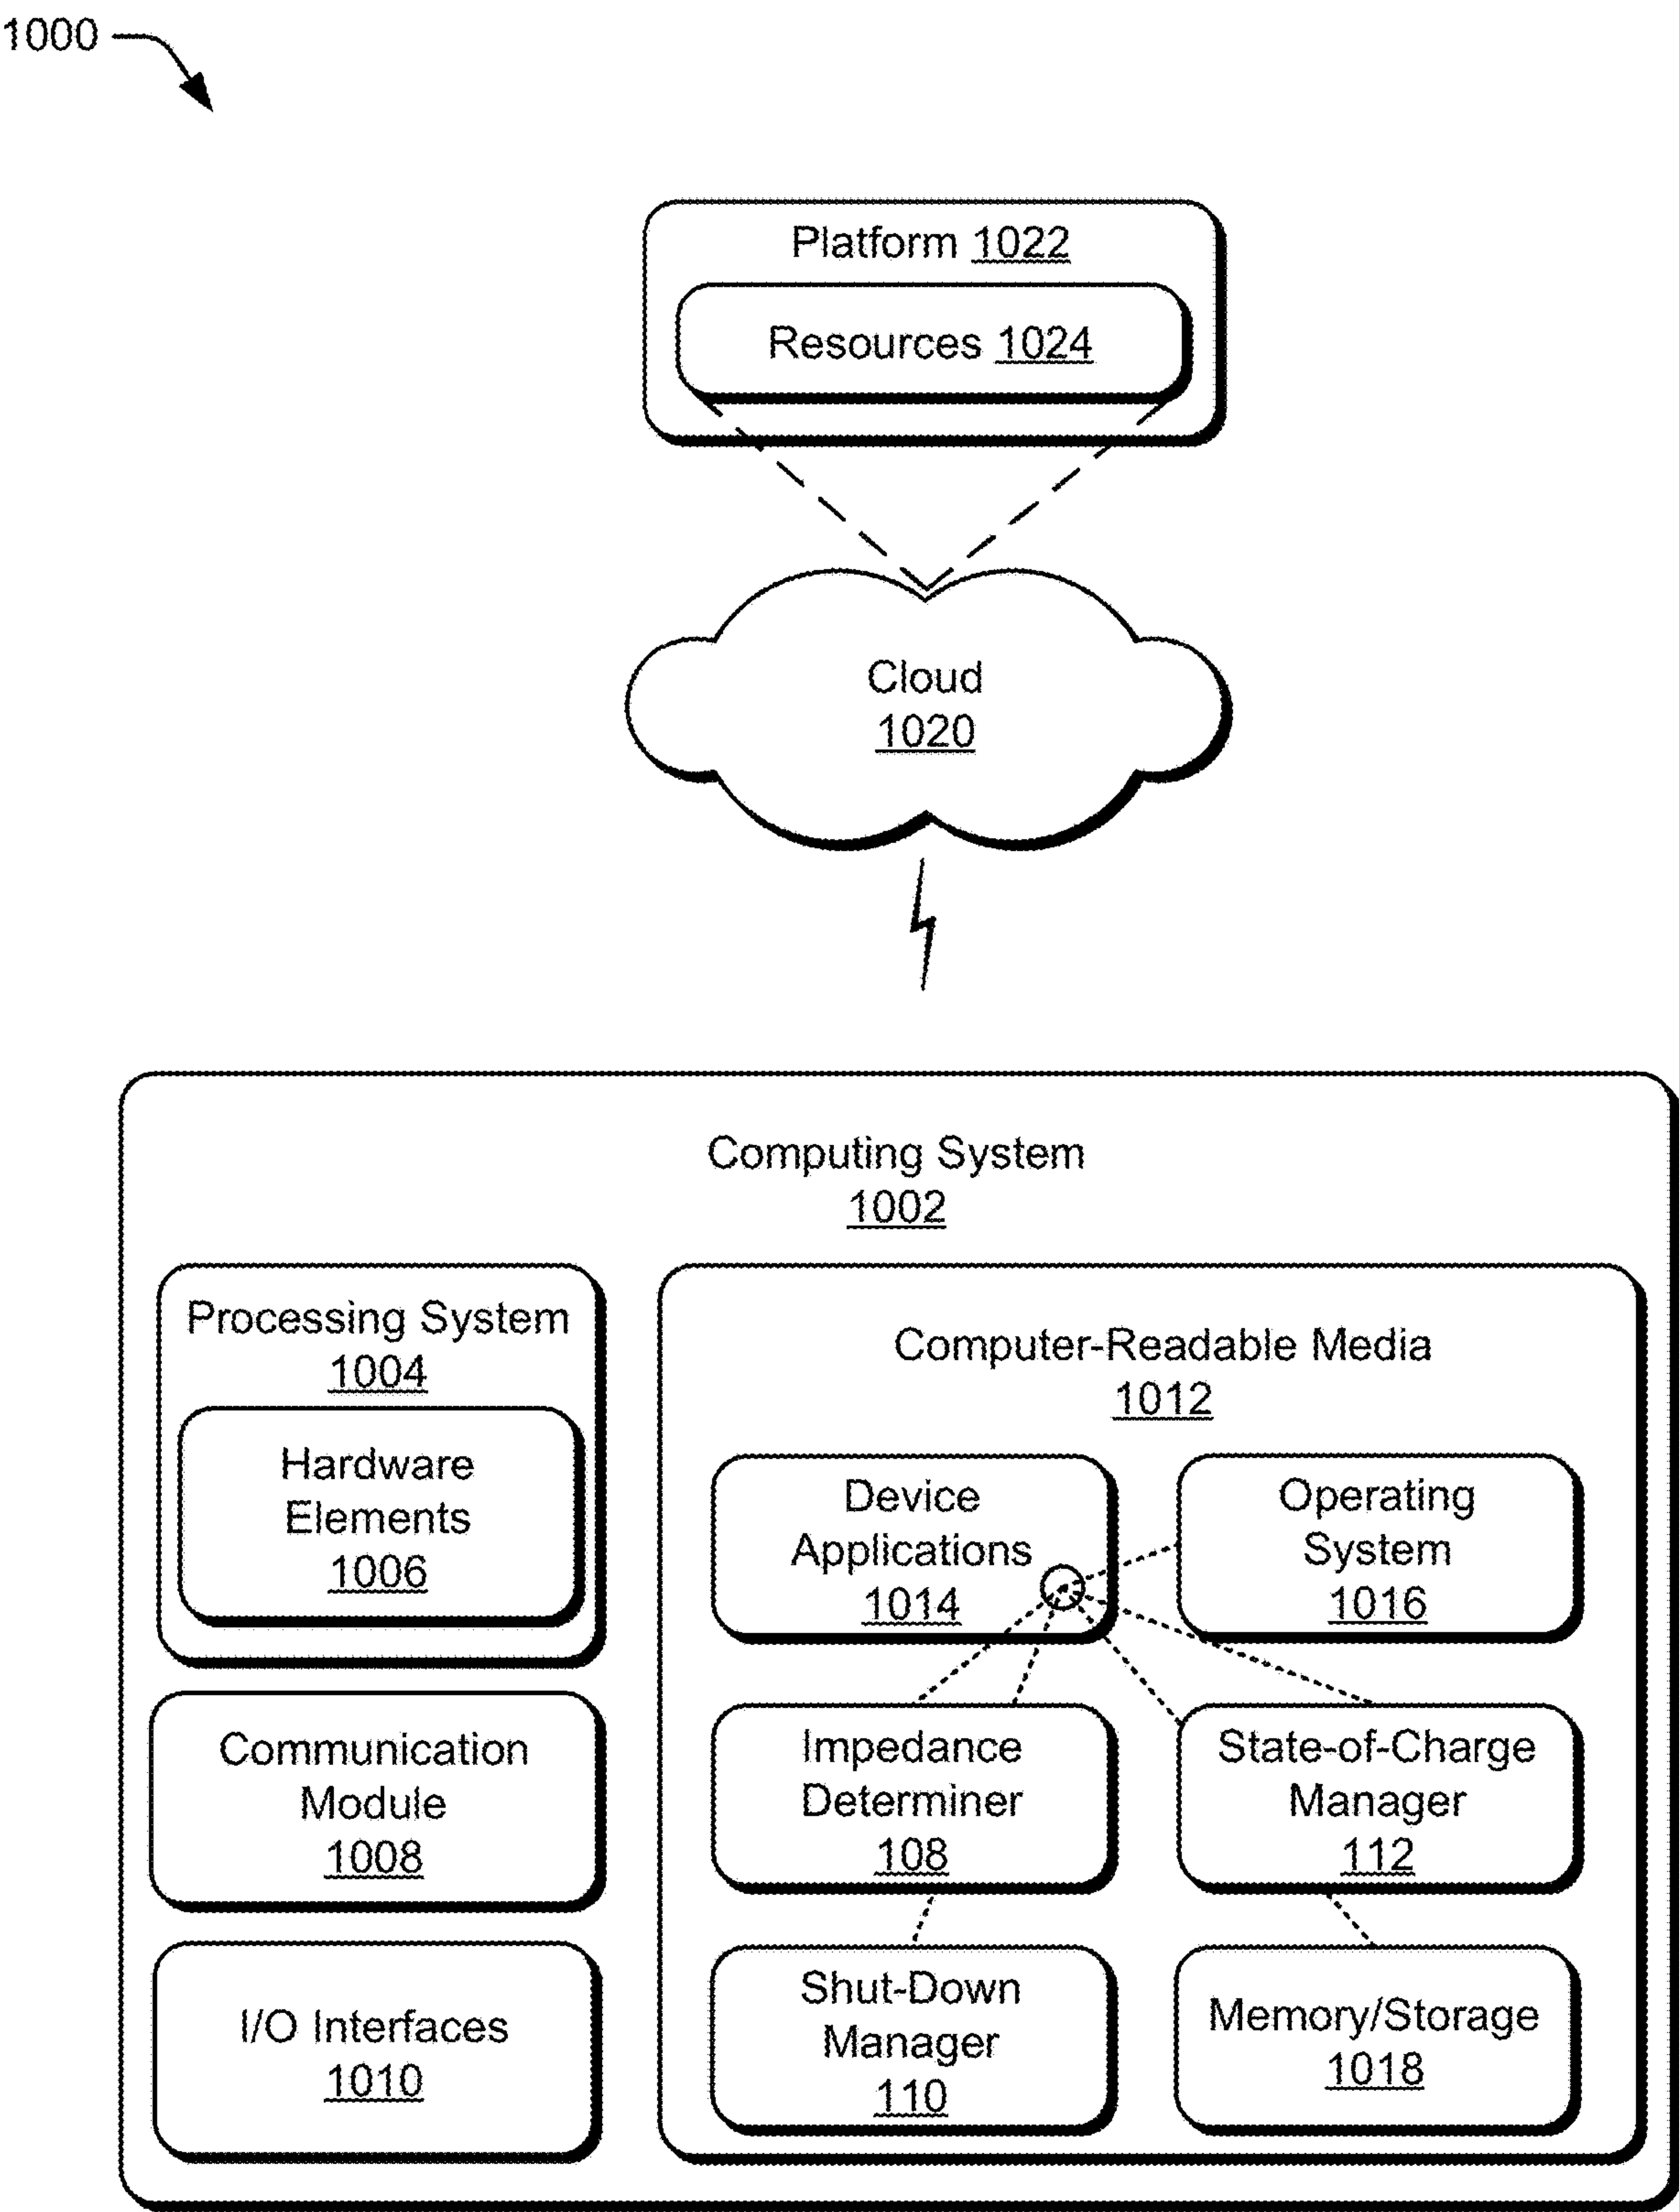 1000
Platform 1022
Resources 1024
Cloud
1020
Computing System
1002
Processing System
1004
Hardware
Elements
1006
Communication
Module
1008
I/O Interfaces
1010
Computer-Readable Media
1012
Device
Applications
1014
Operating
System
1016
Impedance
Determiner
108
State-of-Charge
Manager
112
Shut-Down
Manager
110
Memory/Storage
1018